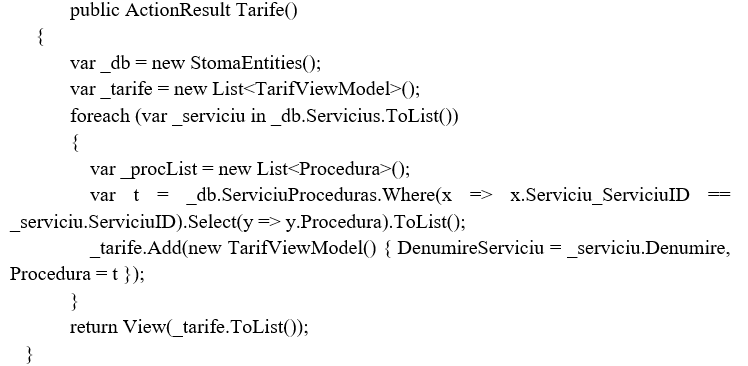 public ActionResult Tarife()
{
var _db = new StomaEntities();
var _tarife = new List<TarifViewModel>();
foreach (var _serviciu in _db.Servicius.ToList())
{
var _procList = new List<Procedura>();
var t = _db.ServiciuProceduras.Where(x => x.Serviciu_ServiciuID ==
_serviciu.ServiciuID).Select(y => y.Procedura).ToList();
_tarife.Add(new TarifViewModel() { DenumireServiciu = _serviciu.Denumire,
Procedura = t });
}
return View(_tarife.ToList());
}